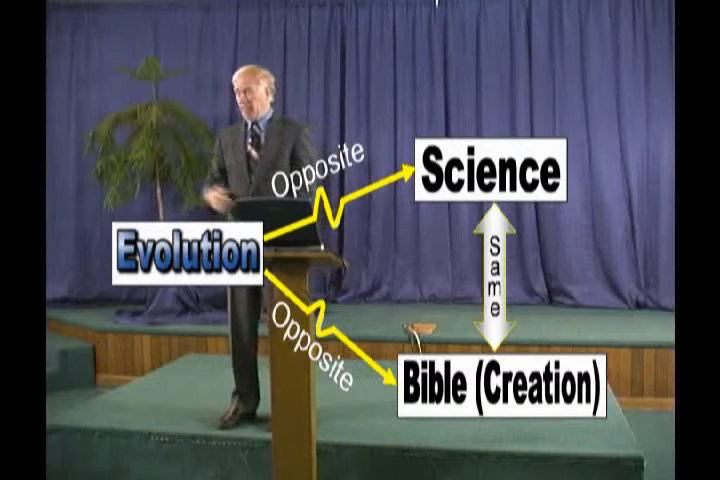 Opposite
Science
Evolution
Same
Opposite
Bible (Creation)